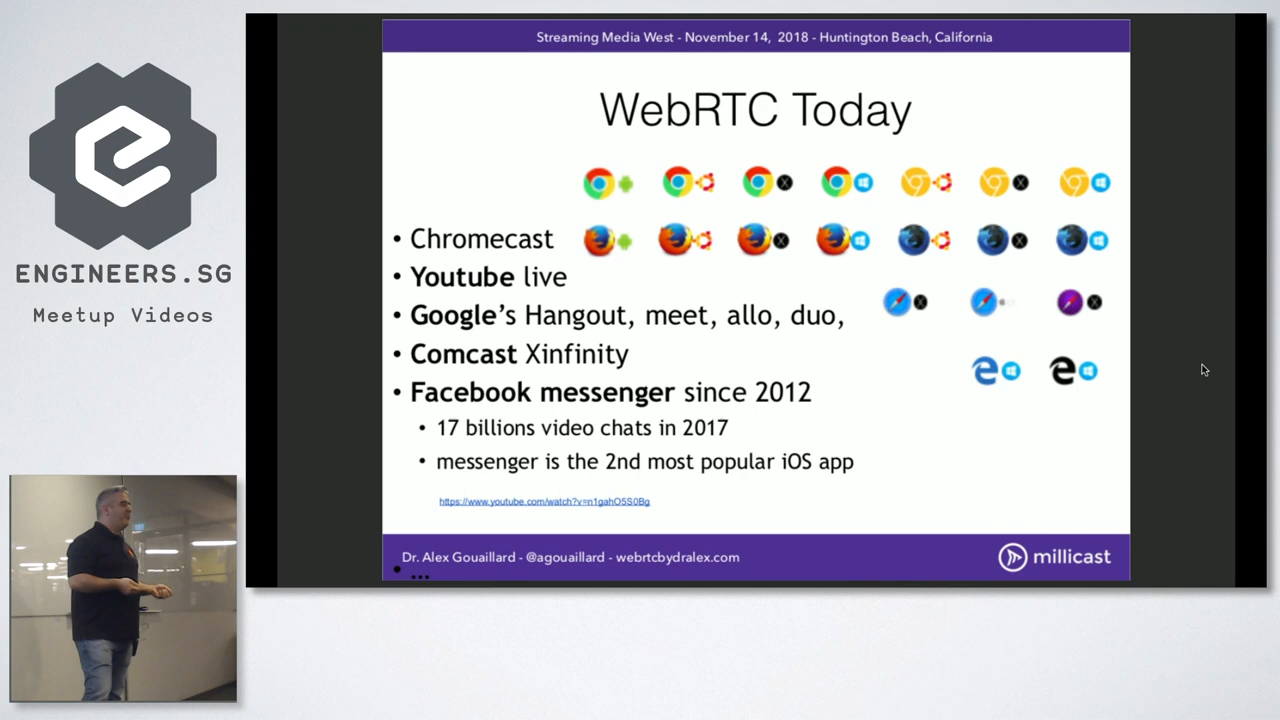 Streaming Media West - November 14, 2018 - Huntington Beach, California
WebRTC Today
• Chromecast
• Youtube live
• Google's Hangout, meet, allo, duo,
• Comcast Xinfinity
• Facebook messenger since 2012
• 17 billions video chats in 2017
• messenger is the 2nd most popular iOS app
https://www.youtube.com/watch?v=n1gahO5S0Bg
Dr. Alex Gouaillard - @agouaillard - webrtcbydralex.com
millicast
• ...
ENGINEERS.SG
Meetup Videos